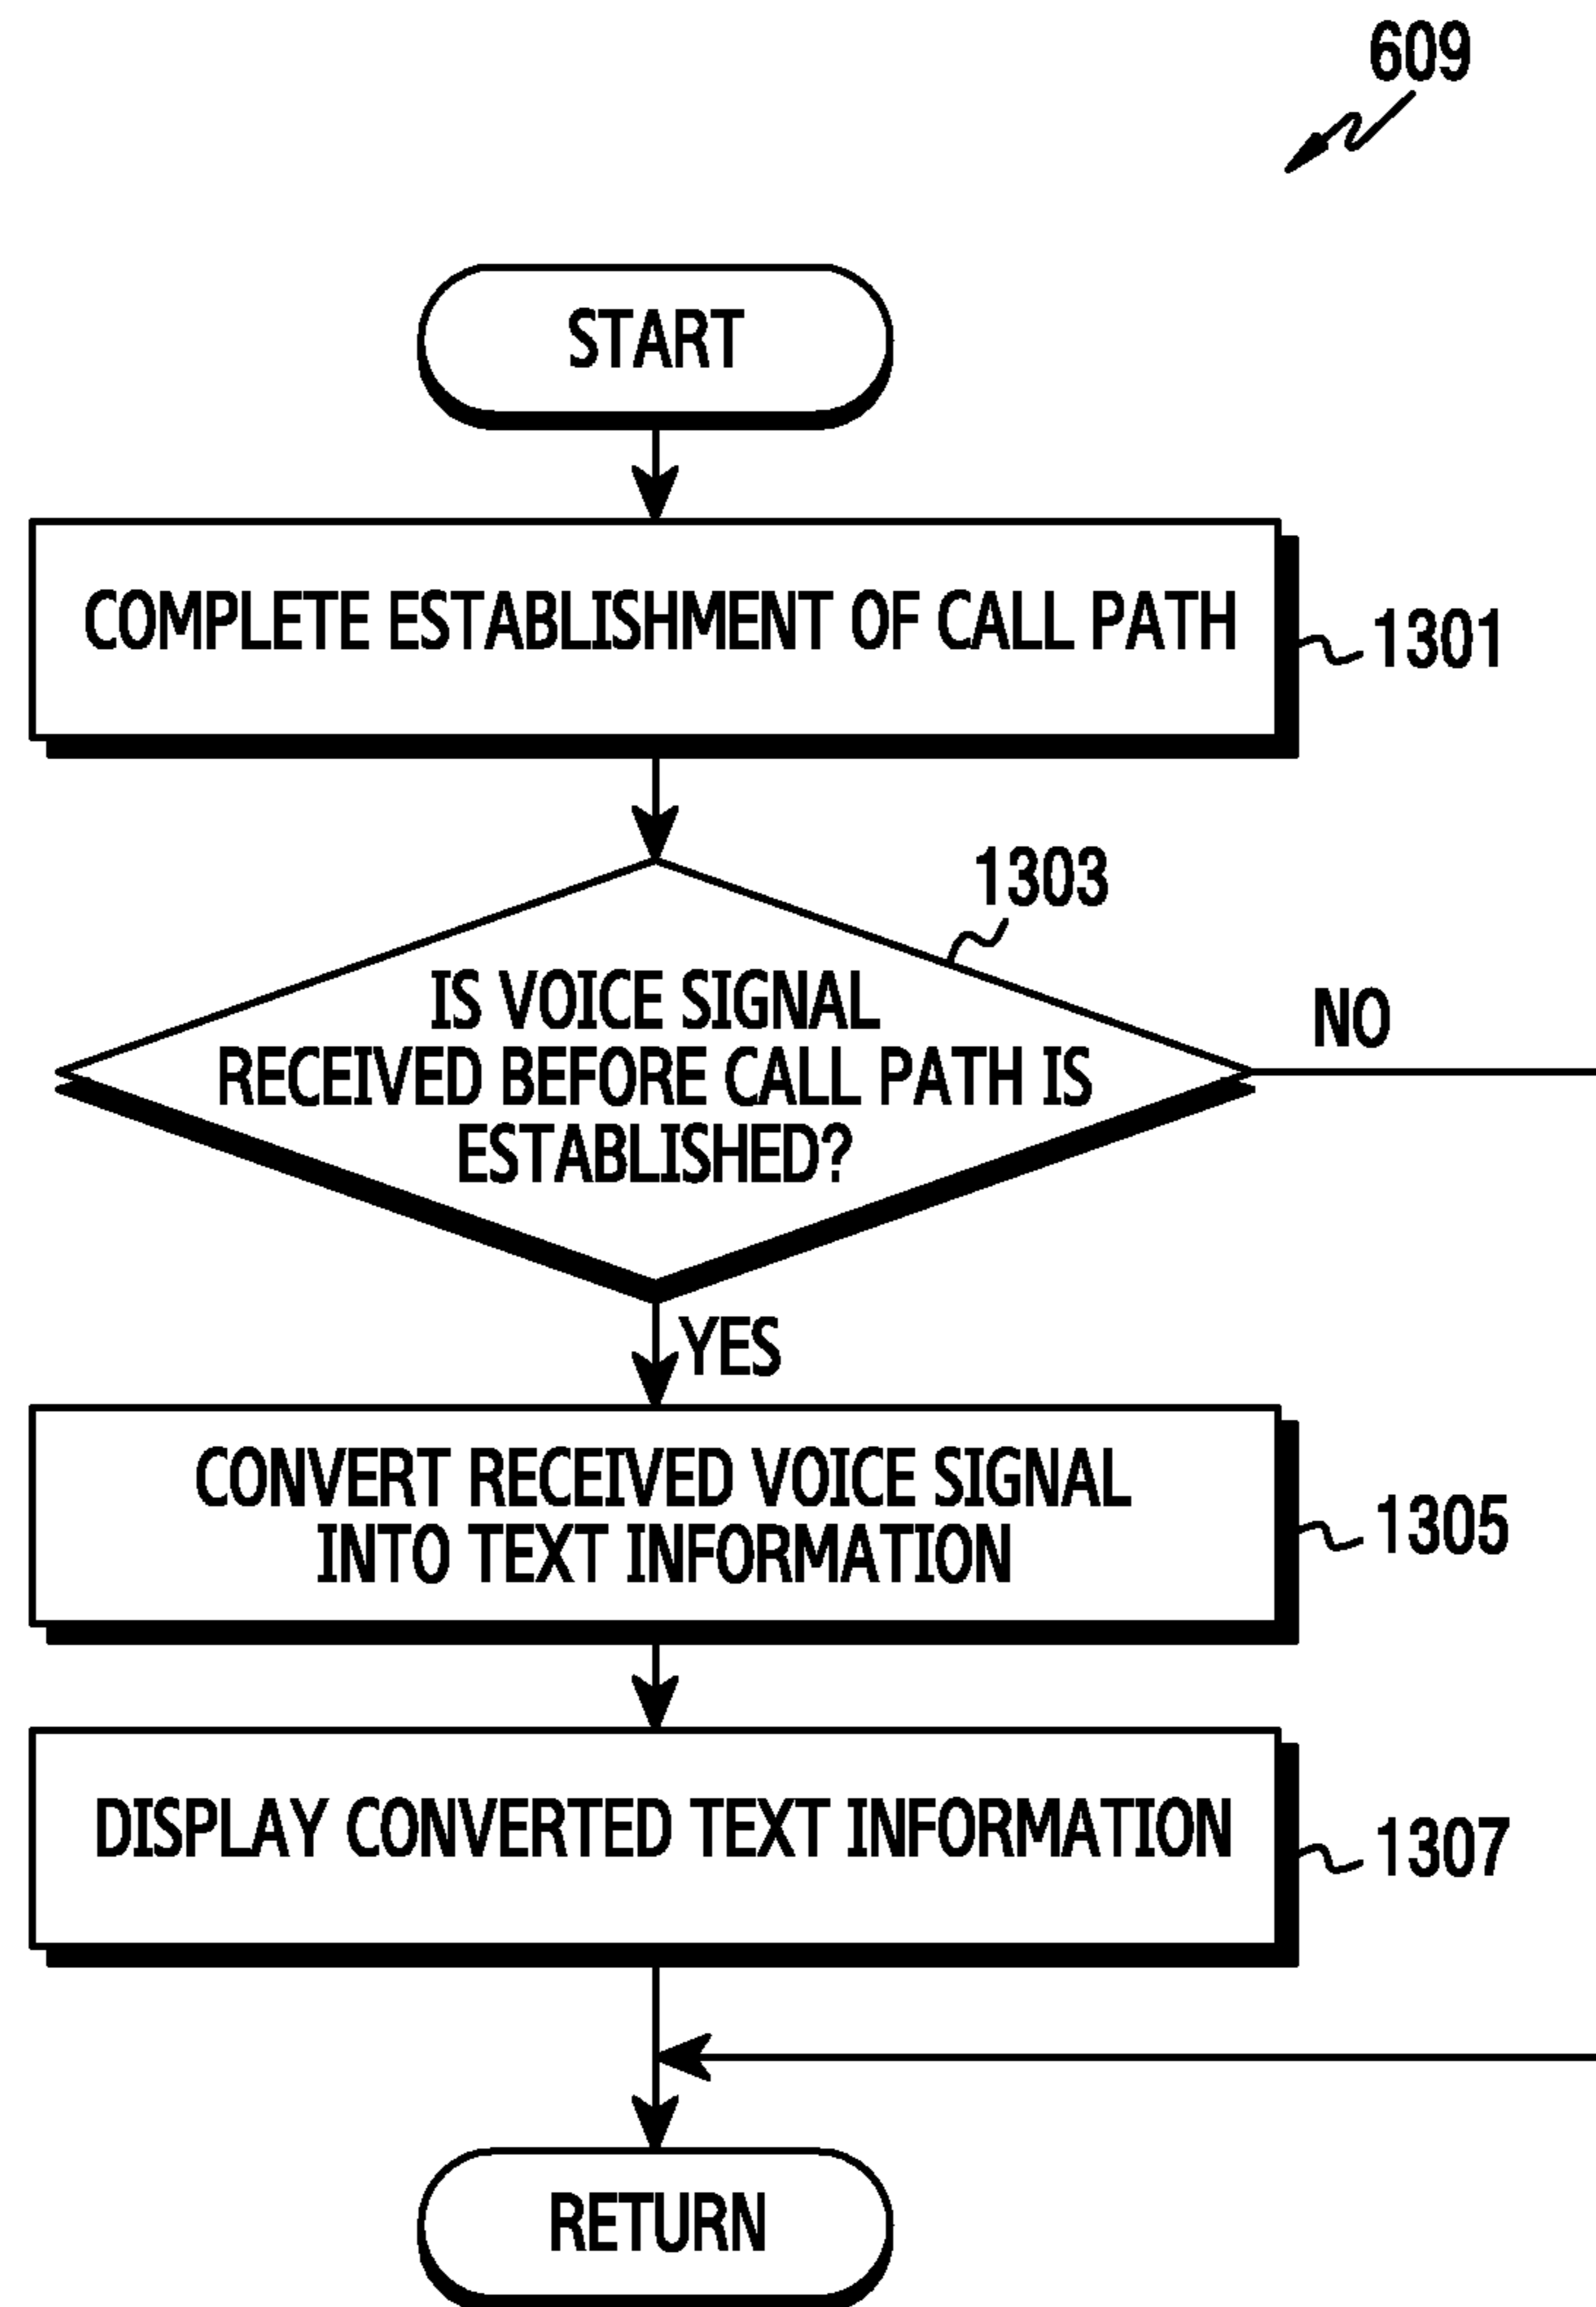 609
START
COMPLETE ESTABLISHMENT OF CALL PATH
1301
1303
IS VOICE SIGNAL
RECEIVED BEFORE CALL PATH IS
ESTABLISHED?
NO
YES
CONVERT RECEIVED VOICE SIGNAL
INTO TEXT INFORMATION
1305
DISPLAY CONVERTED TEXT INFORMATION
1307
RETURN